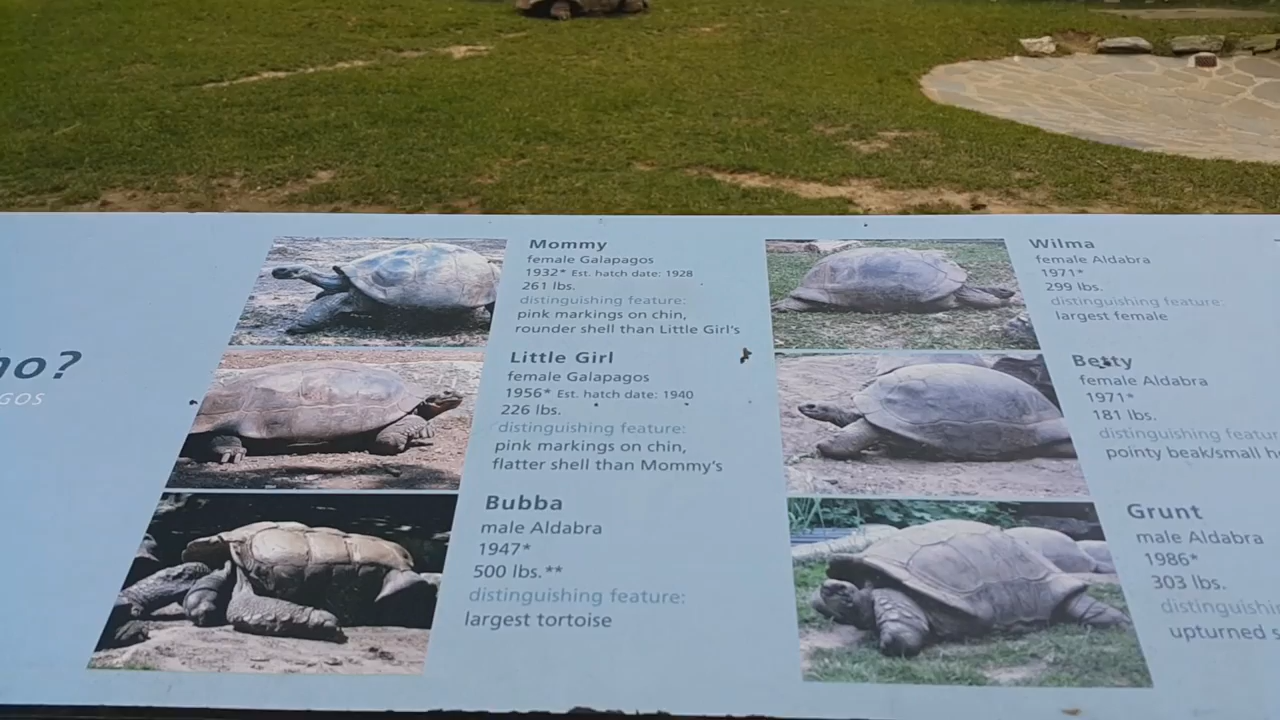 Mommy
female Galapagos
1932* Est. hatch date: 1928
261 lbs.
distinguishing feature:
pink markings on chin,
rounder shell than Little Girl's
Little Girl
female Galapagos
1956* Est. hatch date: 1940
226 lbs.
distinguishing feature:
pink markings on chin,
flatter shell than Mommy's
Bubba
male Aldabra
1947*
500 lbs.**
distinguishing feature:
largest tortoise
Wilma
female Aldabra
1971*
299 lbs.
distinguishing feature:
largest female
Betty
female Aldabra
1971*
181 lbs.
distinguishing
pointy beak/small
Grunt
male Aldabra
1986*
303 lbs.
upturned